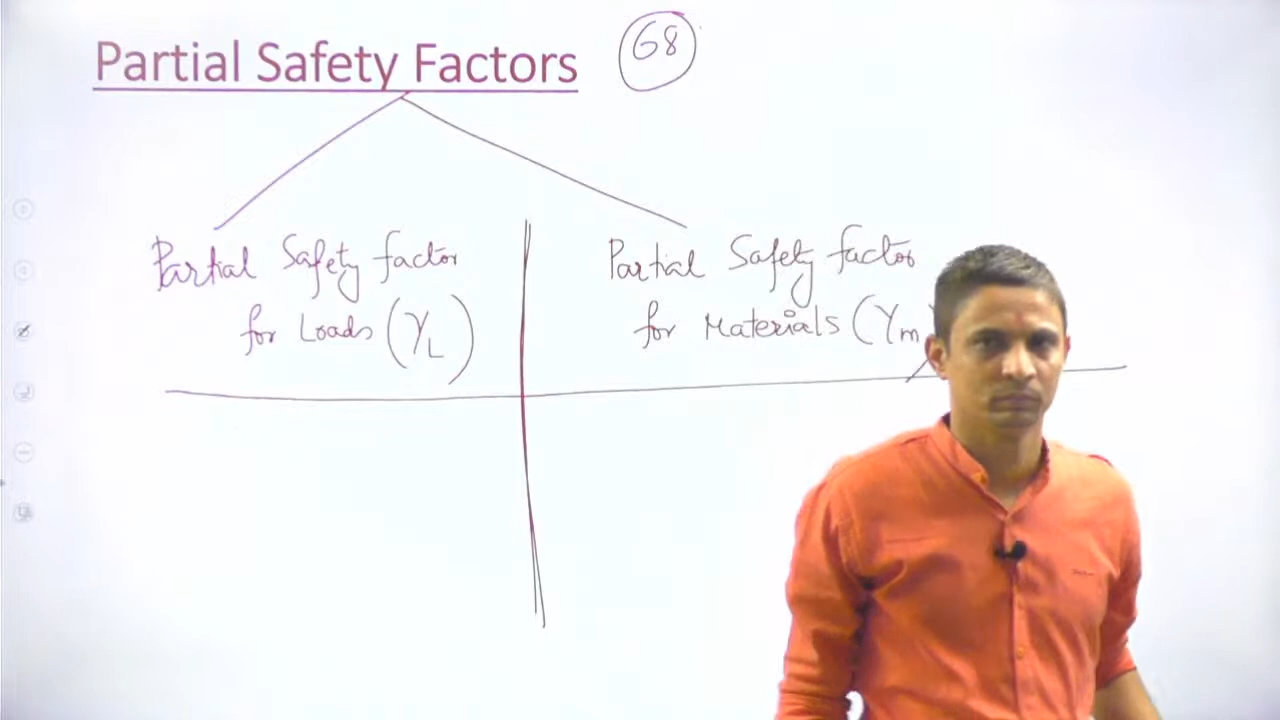 Partial Safety Factors
68
Partial Safety factor
for Loads (γL)
Partial Safety factor
for Materials (γm